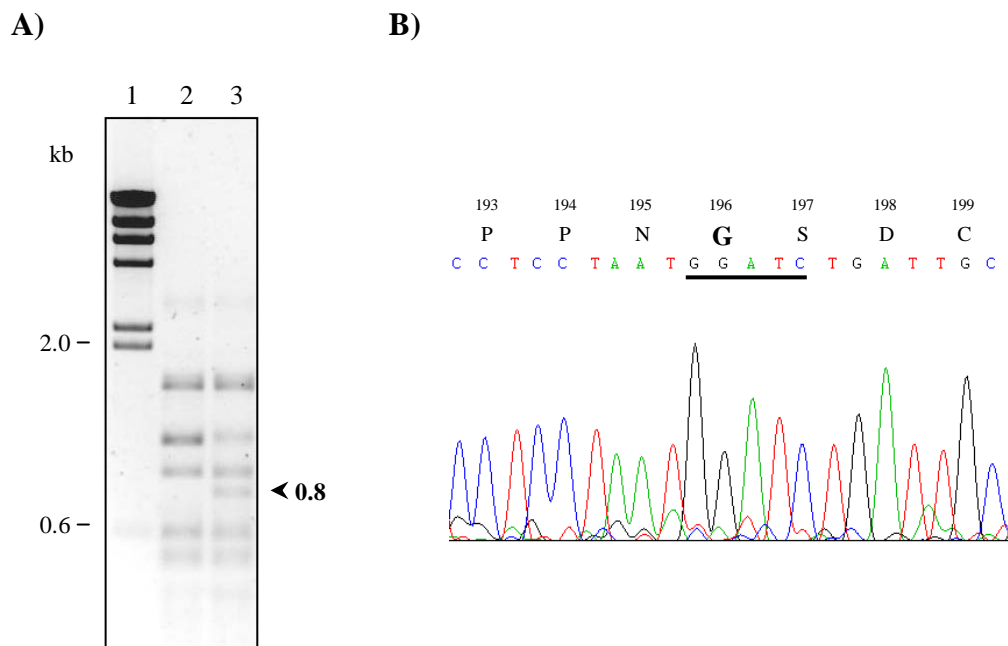 A)
1 2 3
kb
2.0
0.8
0.6
B)
193 194 195 196 197 198 199
P P N G S D C
C C T C C T A A T G G A T C T G A T T G C